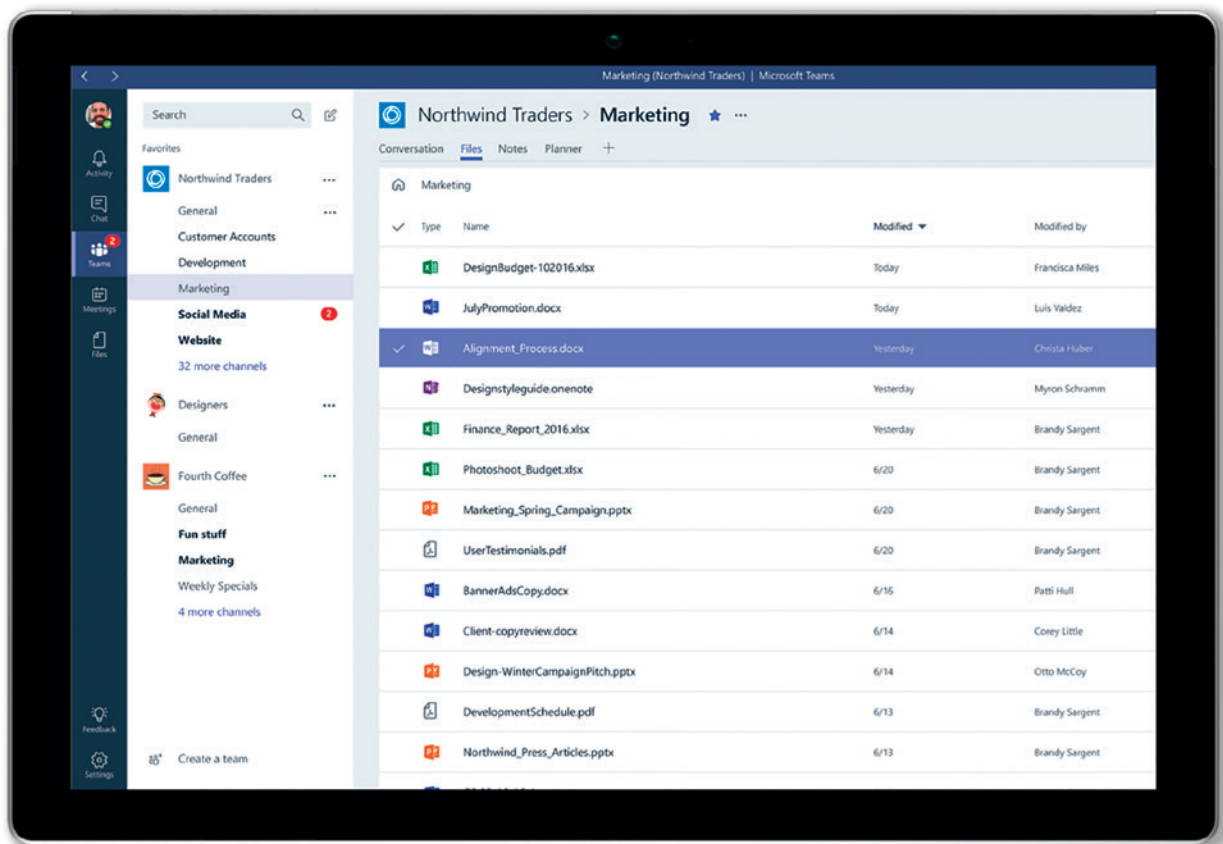 Marketing (Northwind Traders) | Microsoft Teams
Search
Favorites
Northwind Traders
General
Customer Accounts
Development
Marketing
Social Media 2
Website
32 more channels
Designers
General
Fourth Coffee
General
Fun stuff
Marketing
Weekly Specials
4 more channels
Create a team
Activity
Chat
2
Teams
Meetings
Files
Feedback
Settings
Northwind Traders > Marketing
Conversation Files Notes Planner
Marketing
Type Name Modified Modified by
DesignBudget-102016.xlsx Today Francisca Miles
JulyPromotion.docx Today Luis Valdez
Alignment_Process.docx Yesterday Christa Huber
Designstyleguide.onenote Yesterday Myron Schramm
Finance_Report_2016.xlsx Yesterday Brandy Sargent
Photoshoot_Budget.xlsx 6/20 Brandy Sargent
Marketing_Spring_Campaign.pptx 6/20 Brandy Sargent
UserTestimonials.pdf 6/20 Brandy Sargent
BannerAdsCopy.docx 6/16 Patti Hull
Client-copyreview.docx 6/14 Corey Little
Design-WinterCampaignPitch.pptx 6/14 Otto McCoy
DevelopmentSchedule.pdf 6/13 Brandy Sargent
Northwind_Press_Articles.pptx 6/13 Brandy Sargent